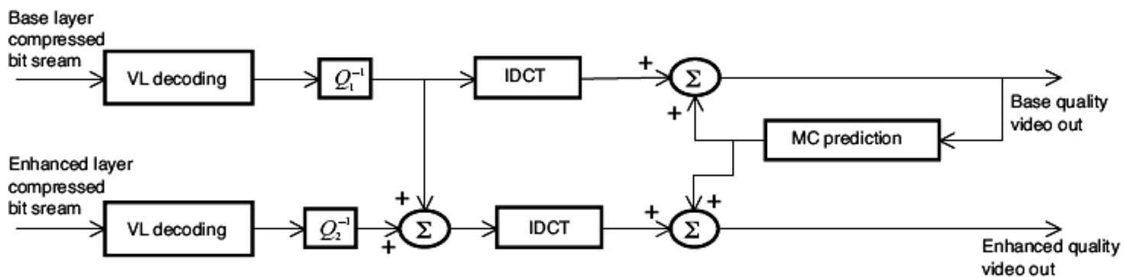 Base layer
compressed
bit sream
VL decoding
Q₁⁻¹
IDCT
+
Σ
+
Base quality
video out
MC prediction
Enhanced layer
compressed
bit sream
VL decoding
Q₂⁻¹
+
+
Σ
IDCT
+
+
Σ
Enhanced quality
video out